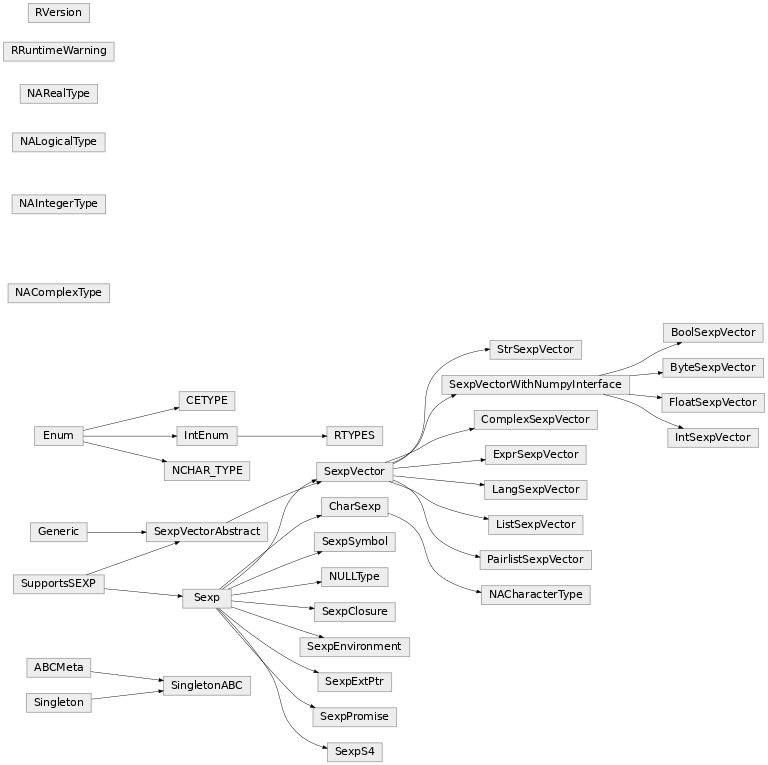 RVersion
RRuntimeWarning
NARealType
NALogicalType
NAIntegerType
NAComplexType
BoolSexpVector
StrSexpVector
ByteSexpVector
SexpVectorWithNumpyInterface
CETYPE
FloatSexpVector
ComplexSexpVector
Enum
IntEnum
RTYPES
IntSexpVector
ExprSexpVector
NCHAR_TYPE
SexpVector
LangSexpVector
CharSexp
ListSexpVector
Generic
SexpVectorAbstract
SexpSymbol
PairlistSexpVector
NULLType
SupportsSEXP
NACharacterType
Sexp
SexpClosure
SexpEnvironment
ABCMeta
SexpExtPtr
SingletonABC
Singleton
SexpPromise
SexpS4